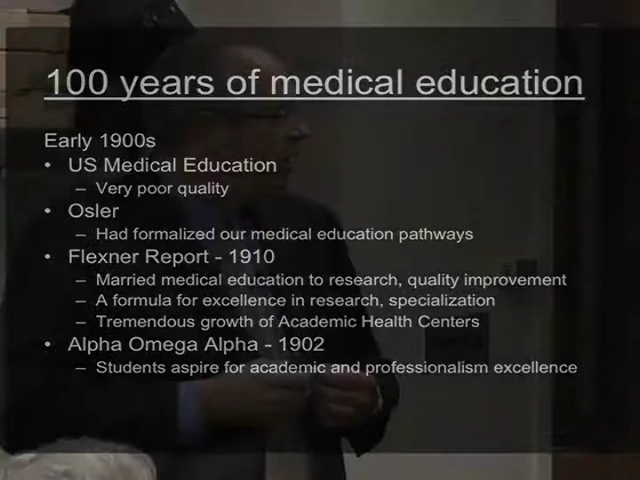 100 years of medical education
Early 1900s
• US Medical Education
– Very poor quality
• Osler
– Had formalized our medical education pathways
• Flexner Report - 1910
– Married medical education to research, quality improvement
– A formula for excellence in research, specialization
– Tremendous growth of Academic Health Centers
• Alpha Omega Alpha - 1902
– Students aspire for academic and professionalism excellence